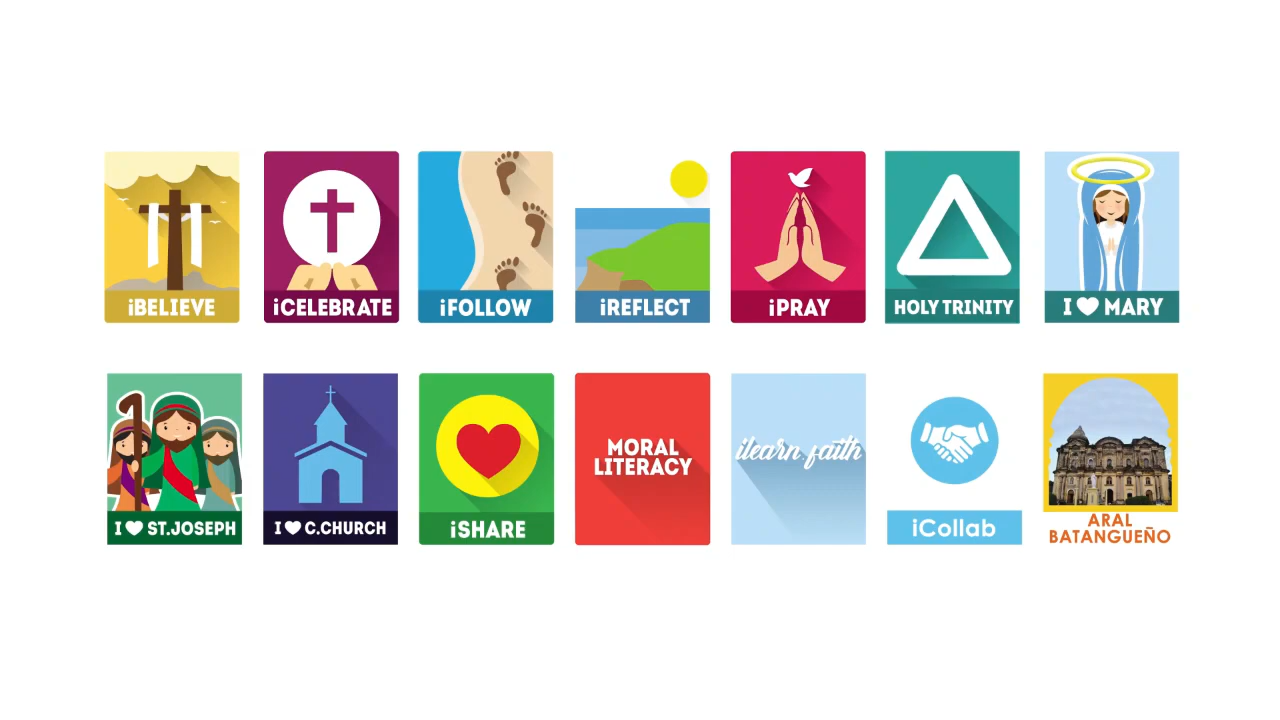 iBELIEVE
iCELEBRATE
iFOLLOW
iREFLECT
iPRAY
HOLY TRINITY
I ♥ MARY
I ♥ ST.JOSEPH
I ♥ C.CHURCH
iSHARE
MORAL
LITERACY
ilearn.faith
iCollab
ARAL
BATANGUEÑO